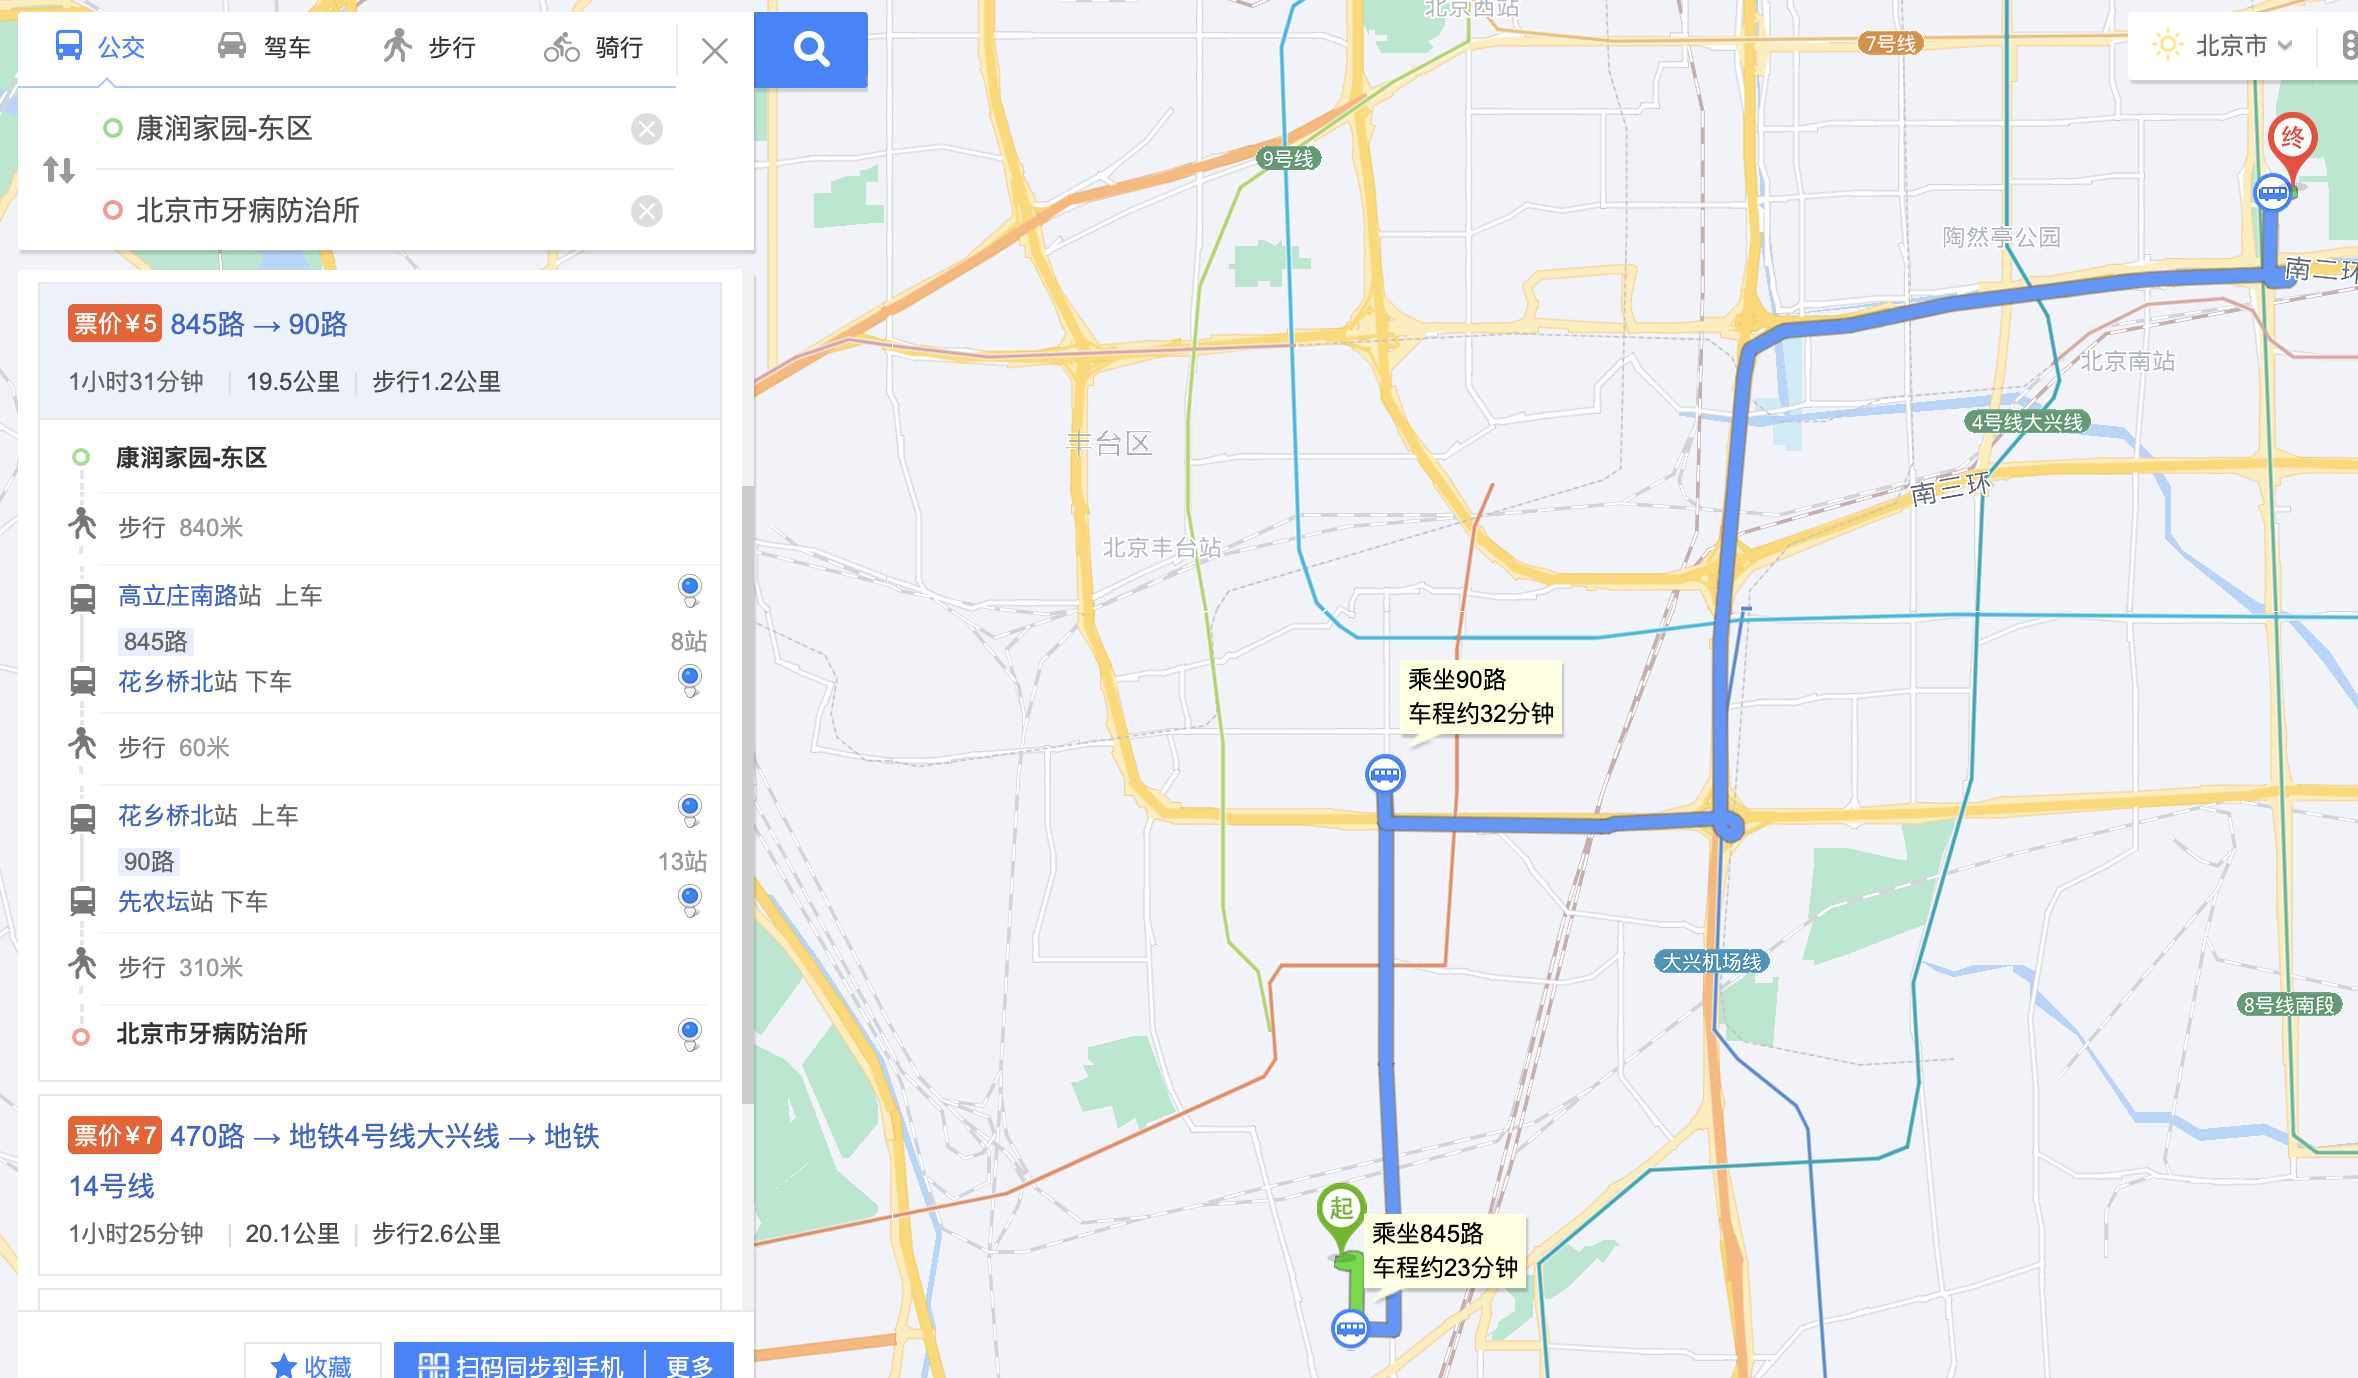 公交
驾车
步行
骑行
康润家园-东区
北京市牙病防治所
票价¥5 845路 → 90路
1小时31分钟 | 19.5公里 | 步行1.2公里
康润家园-东区
步行 840米
高立庄南路站 上车
845路 8站
花乡桥北站 下车
步行 60米
花乡桥北站 上车
90路 13站
先农坛站 下车
步行 310米
北京市牙病防治所
票价¥7 470路 → 地铁4号线大兴线 → 地铁
14号线
1小时25分钟 | 20.1公里 | 步行2.6公里
收藏
扫码同步到手机
更多
北京西站
7号线
北京市
9号线
终
陶然亭公园
南二环
北京南站
4号线大兴线
丰台区
南三环
北京丰台站
乘坐90路
车程约32分钟
大兴机场线
8号线南段
起
乘坐845路
车程约23分钟